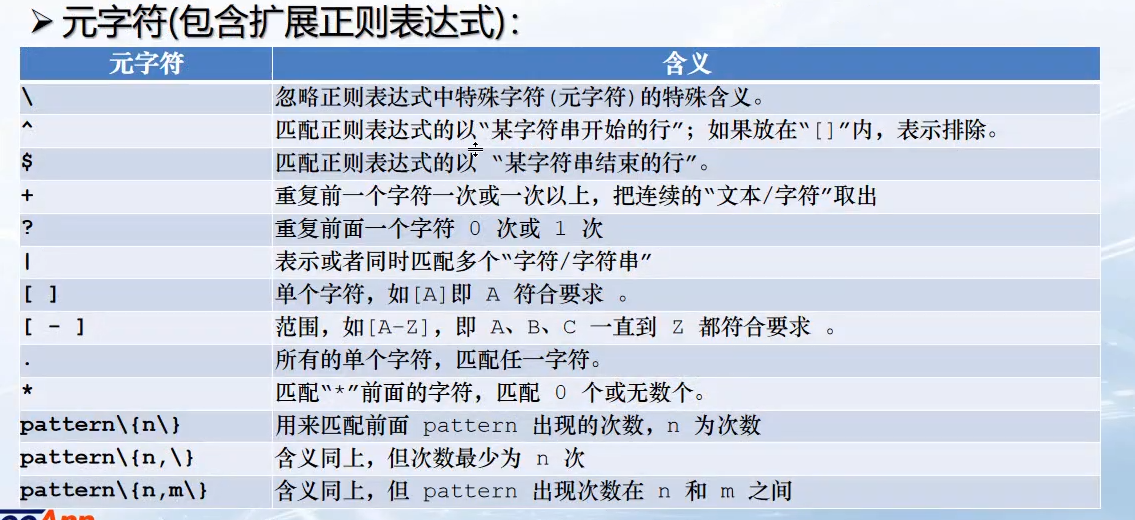 ➤ 元字符(包含扩展正则表达式)：
元字符 含义
\ 忽略正则表达式中特殊字符(元字符)的特殊含义。
^ 匹配正则表达式的以“某字符串开始的行”；如果放在“[]”内，表示排除。
$ 匹配正则表达式的以 “某字符串结束的行”。
+ 重复前一个字符一次或一次以上，把连续的“文本/字符”取出
? 重复前面一个字符 0 次或 1 次
| 表示或者同时匹配多个“字符/字符串”
[ ] 单个字符，如[A]即 A 符合要求 。
[ - ] 范围，如[A-Z]，即 A、B、C 一直到 Z 都符合要求 。
. 所有的单个字符，匹配任一字符。
* 匹配“*”前面的字符，匹配 0 个或无数个。
pattern\{n\} 用来匹配前面 pattern 出现的次数，n 为次数
pattern\{n,\} 含义同上，但次数最少为 n 次
pattern\{n,m\} 含义同上，但 pattern 出现次数在 n 和 m 之间